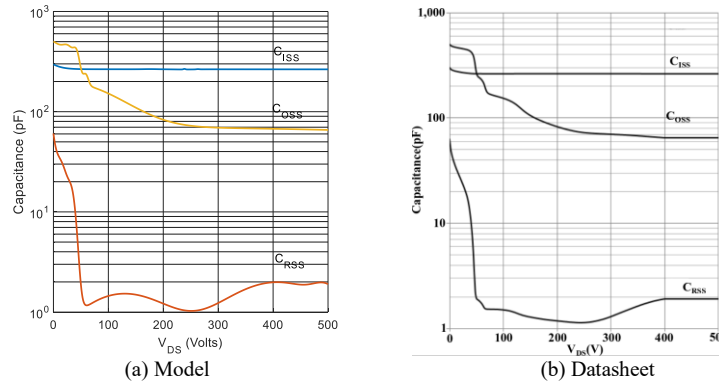 10³
10²
10¹
10⁰
Capacitance (pF)
C_ISS
C_OSS
C_RSS
0 100 200 300 400 500
V_DS (Volts)
(a) Model
1,000
100
10
1
Capacitance(pF)
C_ISS
C_OSS
C_RSS
0 100 200 300 400 500
V_DS(V)
(b) Datasheet